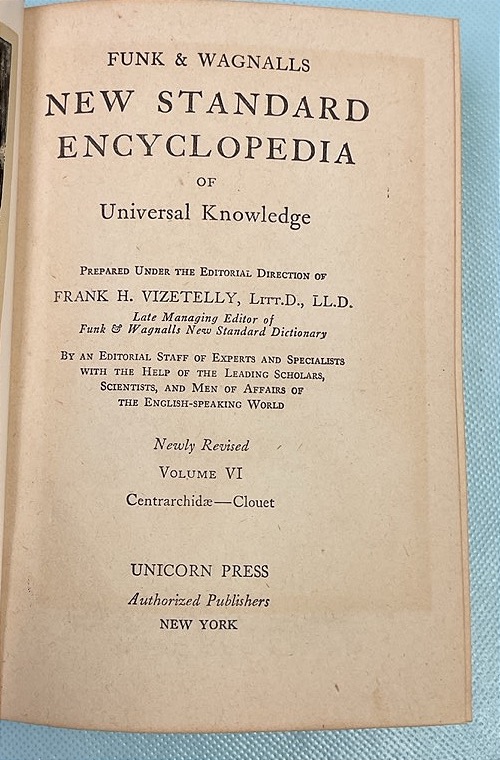 FUNK & WAGNALLS
NEW STANDARD
ENCYCLOPEDIA
OF
Universal Knowledge
PREPARED UNDER THE EDITORIAL DIRECTION OF
FRANK H. VIZETELLY, LITT.D., LL.D.
Late Managing Editor of
Funk & Wagnalls New Standard Dictionary
BY AN EDITORIAL STAFF OF EXPERTS AND SPECIALISTS
WITH THE HELP OF THE LEADING SCHOLARS,
SCIENTISTS, AND MEN OF AFFAIRS OF
THE ENGLISH-SPEAKING WORLD
Newly Revised
VOLUME VI
Centrarchidæ—Clouet
UNICORN PRESS
Authorized Publishers
NEW YORK